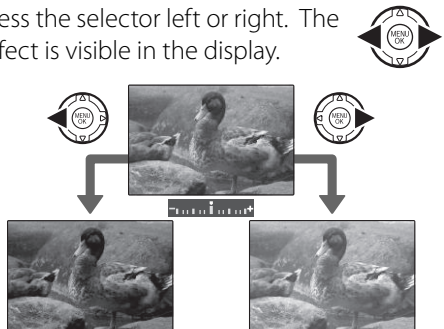 ess the selector left or right. The
fect is visible in the display.
MENU
OK
MENU
OK
MENU
OK
- i +